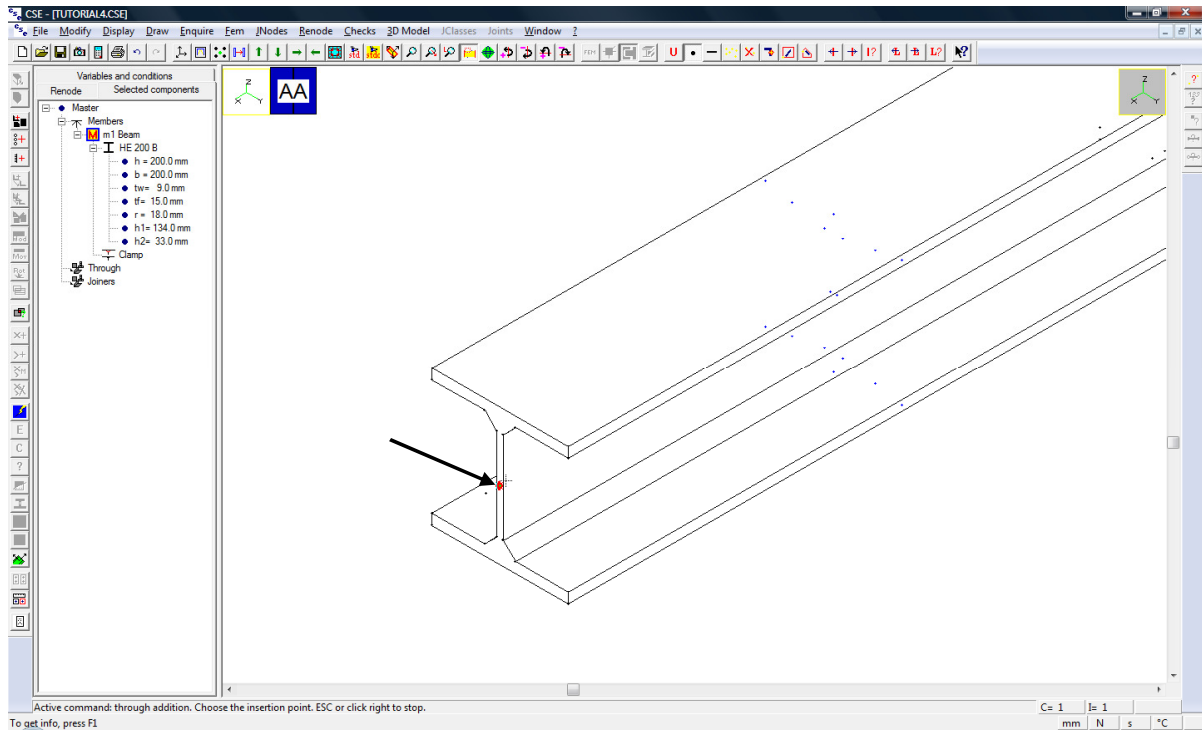 CSE - [TUTORIAL4.CSE]
File Modify Display Draw Enquire Fem JNodes Renode Checks 3D Model JClasses Joints Window ?
Variables and conditions
Renode Selected components
Master
Members
m1 Beam
HE 200 B
h = 200.0 mm
b = 200.0 mm
tw= 9.0 mm
tf= 15.0 mm
r = 18.0 mm
h1= 134.0 mm
h2= 33.0 mm
Clamp
Through
Joiners
AA
Z
X Y
Z
X Y
Active command: through addition. Choose the insertion point. ESC or click right to stop.
C= 1 I= 1
To get info, press F1
mm N s °C